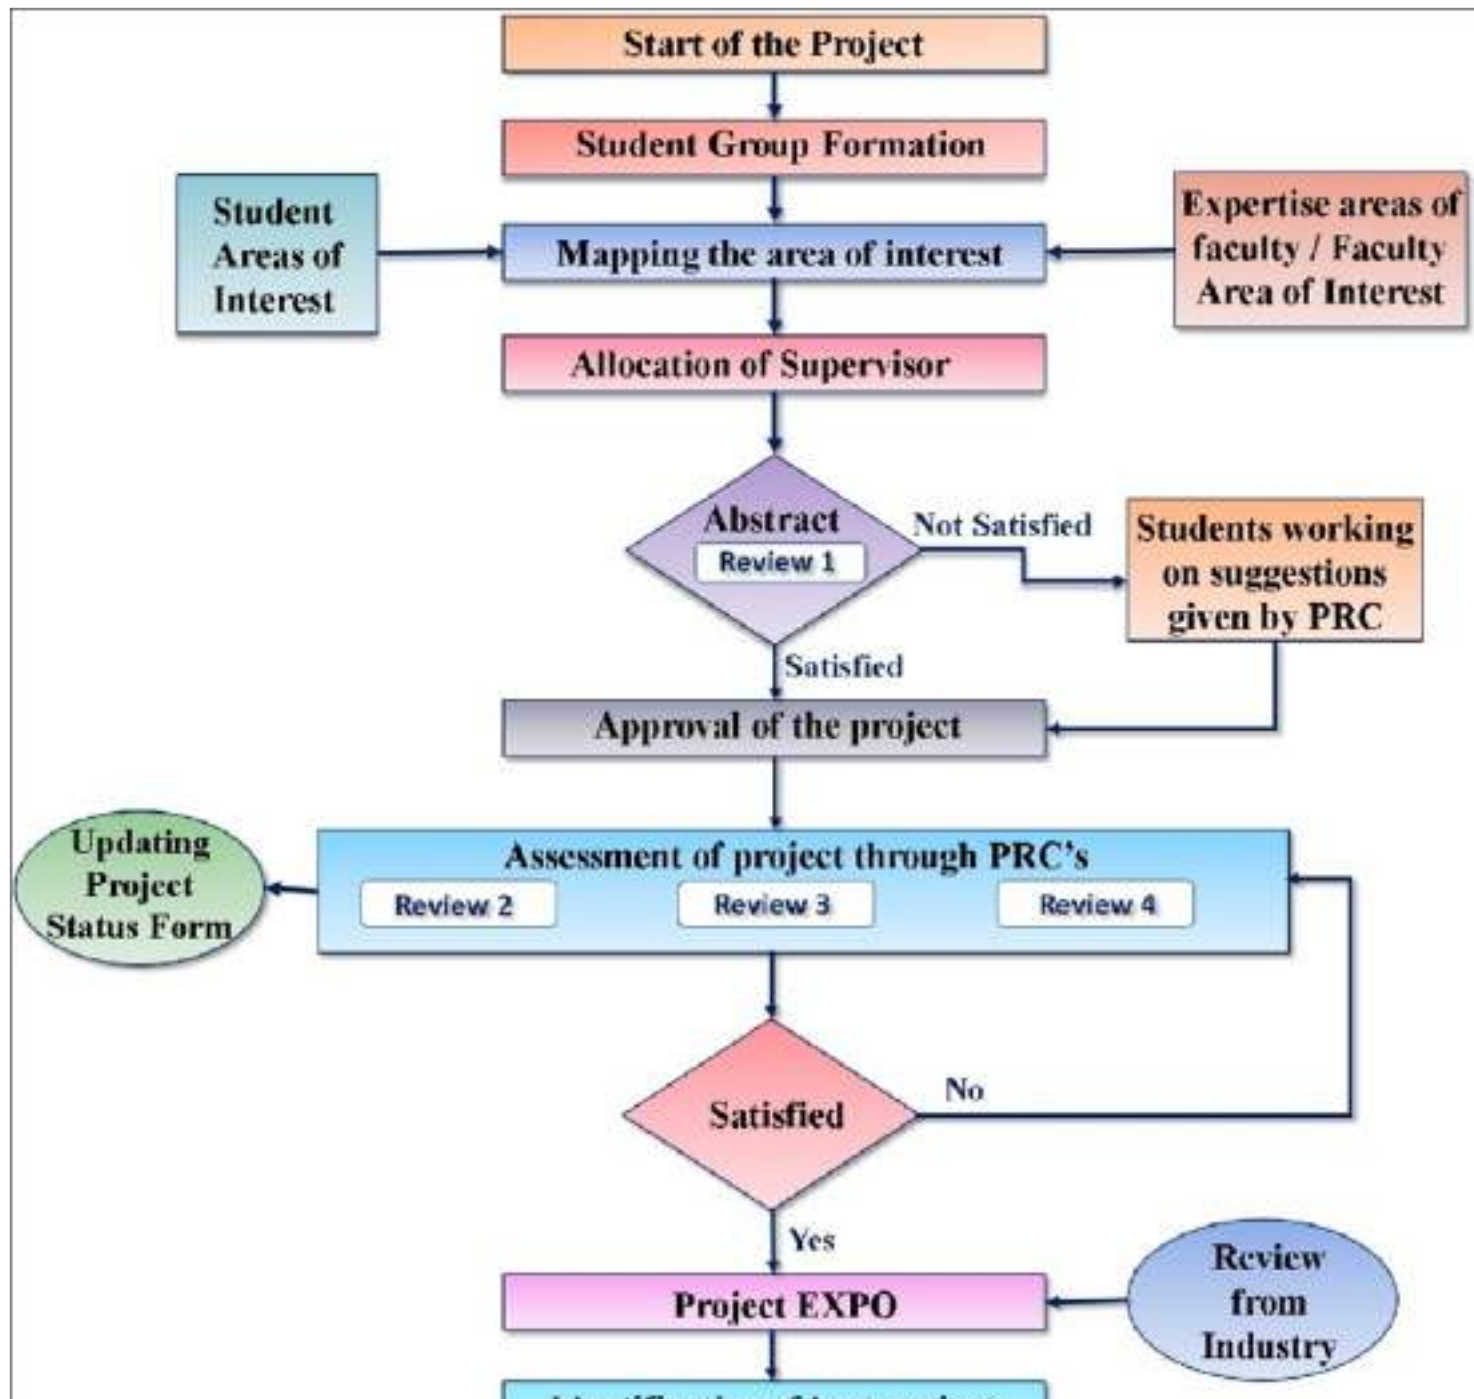 Start of the Project
Student Group Formation
Student
Areas of
Interest
Mapping the area of interest
Expertise areas of
faculty / Faculty
Area of Interest
Allocation of Supervisor
Abstract
Review 1
Not Satisfied
Students working
on suggestions
given by PRC
Satisfied
Approval of the project
Updating
Project
Status Form
Assessment of project through PRC's
Review 2
Review 3
Review 4
Satisfied
No
Yes
Project EXPO
Review
from
Industry